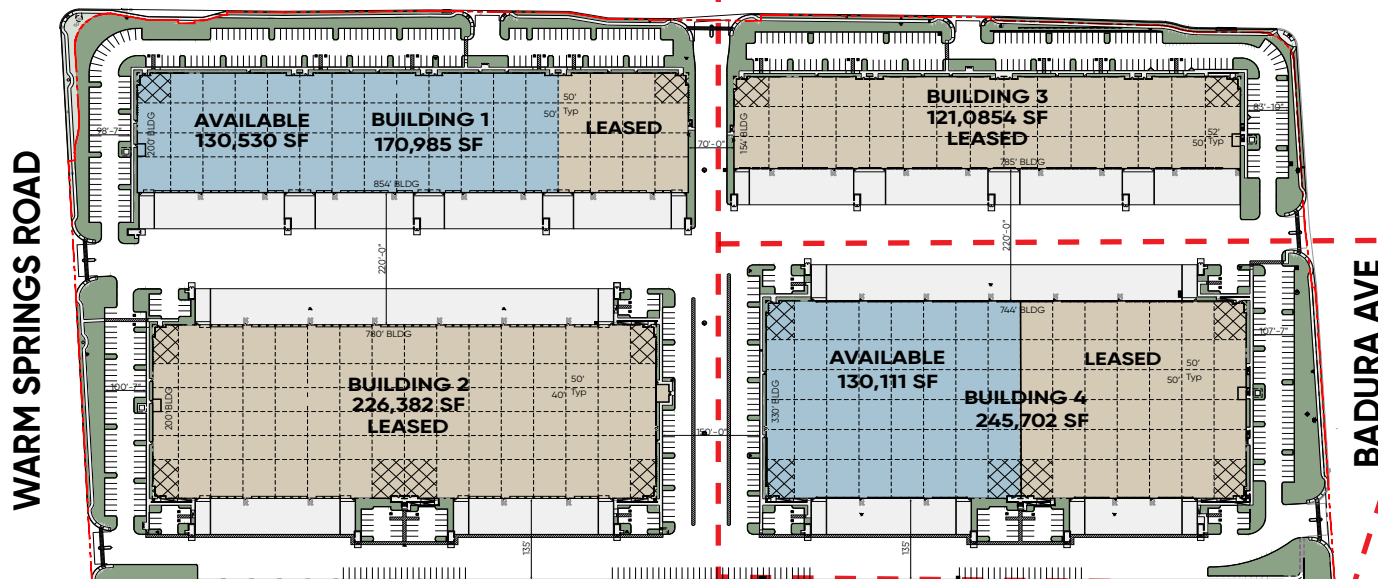 WARM SPRINGS ROAD
98'-7"
200' BLDG
AVAILABLE
130,530 SF
BUILDING 1
170,985 SF
50'
50' Typ
LEASED
854' BLDG
70'-0"
154' BLDG
BUILDING 3
121,0854 SF
LEASED
785' BLDG
52'
50' Typ
83'-10"
220'-0"
220'-0"
780' BLDG
100'-7"
200' BLDG
BUILDING 2
226,382 SF
LEASED
50'
40' Typ
150'-0"
330' BLDG
744' BLDG
AVAILABLE
130,111 SF
LEASED
50'
50' Typ
BUILDING 4
245,702 SF
107'-7"
135'
135'
BADURA AVE